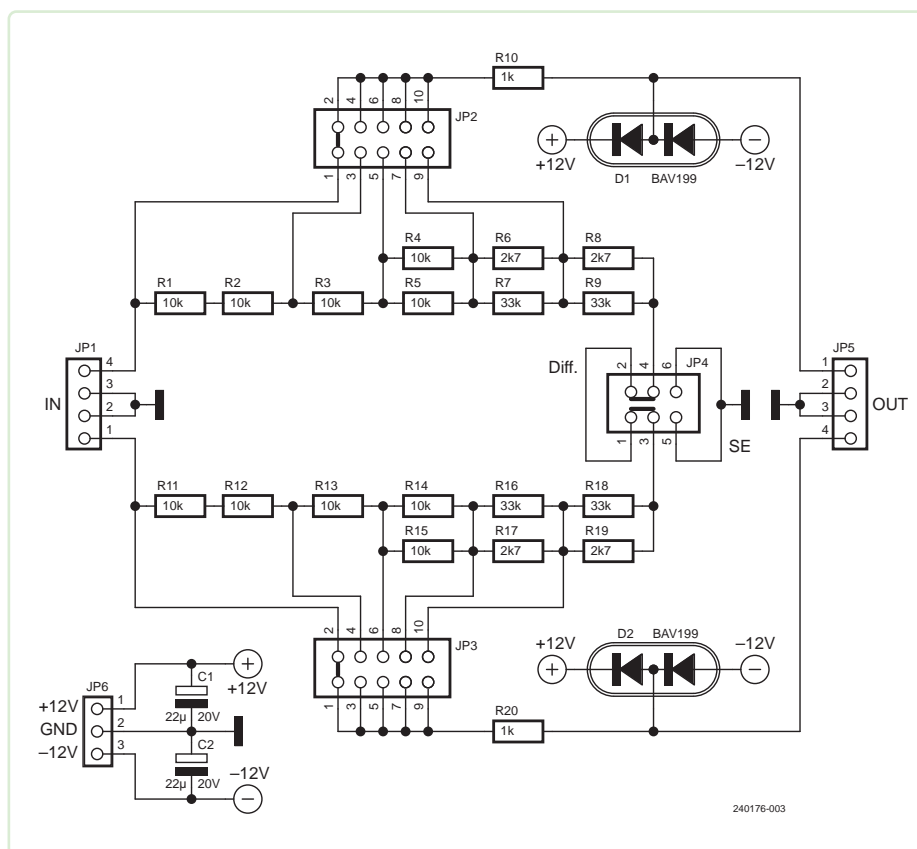 R10
1k
2 4 6 8 10
JP2
1 3 5 7 9
+
+12V
D1 BAV199
–
–12V
R4
10k
R6
2k7
R8
2k7
R1
10k
R2
10k
R3
10k
R5
10k
R7
33k
R9
33k
JP1
4
3
2
1
IN
Diff.
2 4 6
JP4
1 3 5
SE
JP5
1
2
3
4
OUT
R11
10k
R12
10k
R13
10k
R14
10k
R16
33k
R18
33k
R15
10k
R17
2k7
R19
2k7
2 4 6 8 10
JP3
1 3 5 7 9
+12V
+
D2 BAV199
–12V
–
R20
1k
JP6
+12V 1
GND 2
–12V 3
C1
22µ 20V
+
+12V
C2
22µ 20V
–12V
–
240176-003